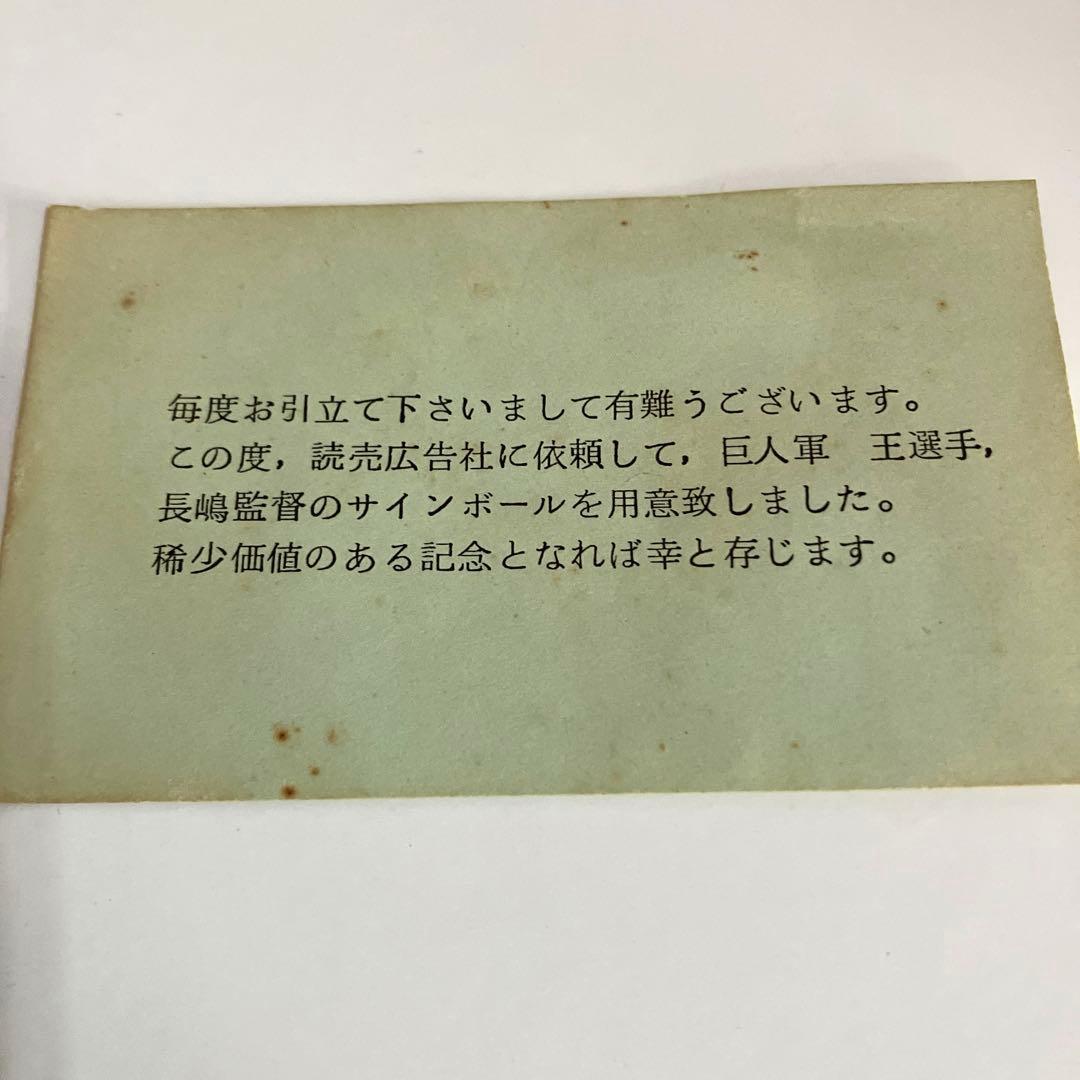 毎度お引立て下さいまして有難うございます。
この度，読売広告社に依頼して，巨人軍　王選手，
長嶋監督のサインボールを用意致しました。
稀少価値のある記念となれば幸と存じます。